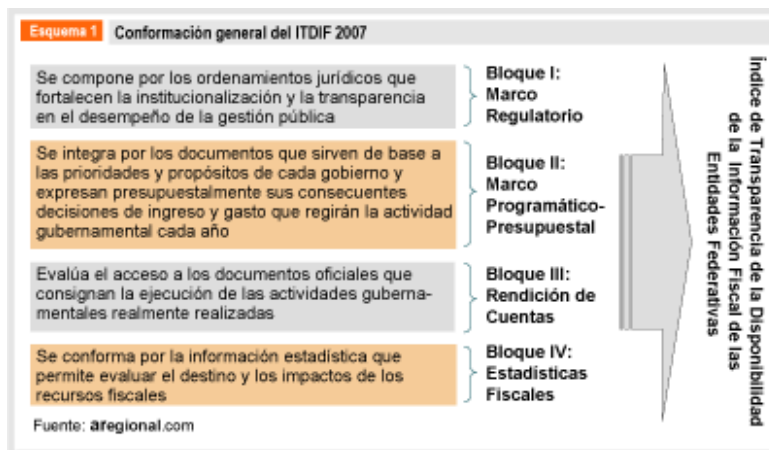 Esquema 1 Conformación general del ITDIF 2007
Se compone por los ordenamientos jurídicos que
fortalecen la institucionalización y la transparencia
en el desempeño de la gestión pública
Bloque I:
Marco
Regulatorio
Se integra por los documentos que sirven de base a
las prioridades y propósitos de cada gobierno y
expresan presupuestalmente sus consecuentes
decisiones de ingreso y gasto que regirán la actividad
gubernamental cada año
Bloque II:
Marco
Programático-
Presupuestal
Evalúa el acceso a los documentos oficiales que
consignan la ejecución de las actividades guberna-
mentales realmente realizadas
Bloque III:
Rendición de
Cuentas
Se conforma por la información estadística que
permite evaluar el destino y los impactos de los
recursos fiscales
Bloque IV:
Estadísticas
Fiscales
Índice de Transparencia de la Disponibilidad
de la Información Fiscal de las
Entidades Federativas
Fuente: aregional.com